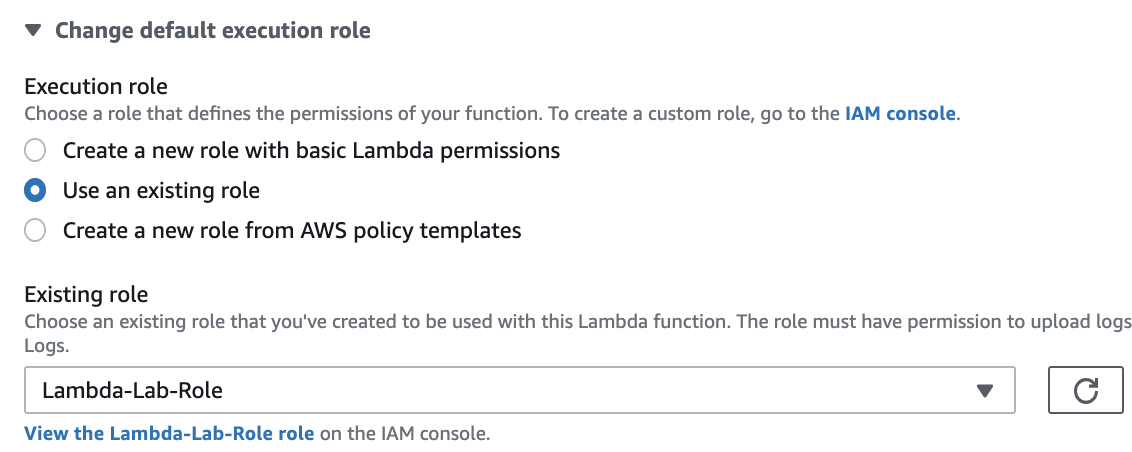 Change default execution role
Execution role
Choose a role that defines the permissions of your function. To create a custom role, go to the IAM console.
Create a new role with basic Lambda permissions
Use an existing role
Create a new role from AWS policy templates
Existing role
Choose an existing role that you've created to be used with this Lambda function. The role must have permission to upload logs
Logs.
Lambda-Lab-Role
View the Lambda-Lab-Role role on the IAM console.